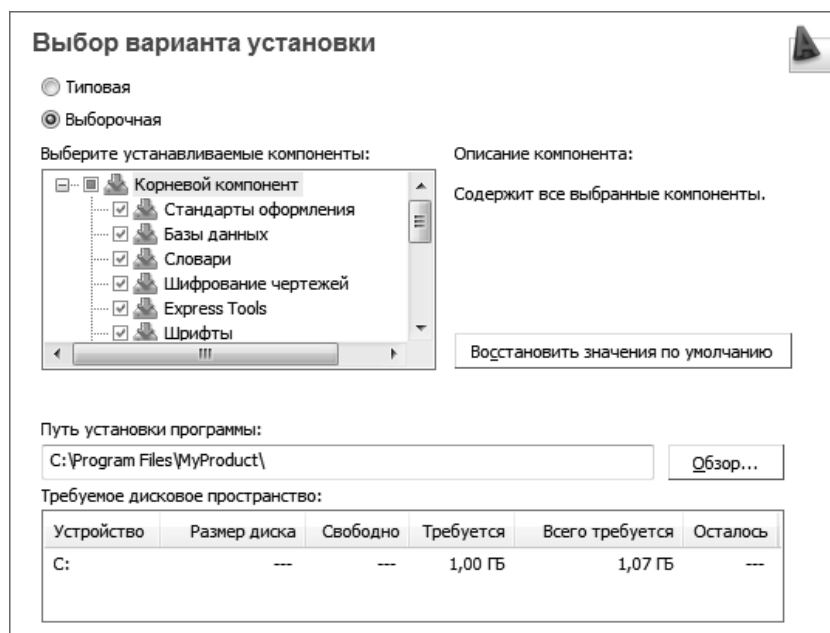 Выбор варианта установки
Типовая
Выборочная
Выберите устанавливаемые компоненты:
Описание компонента:
Корневой компонент
Содержит все выбранные компоненты.
Стандарты оформления
Базы данных
Словари
Шифрование чертежей
Express Tools
Шрифты
Восстановить значения по умолчанию
Путь установки программы:
C:\Program Files\MyProduct\
Обзор...
Требуемое дисковое пространство:
Устройство Размер диска Свободно Требуется Всего требуется Осталось
C: --- --- 1,00 ГБ 1,07 ГБ ---